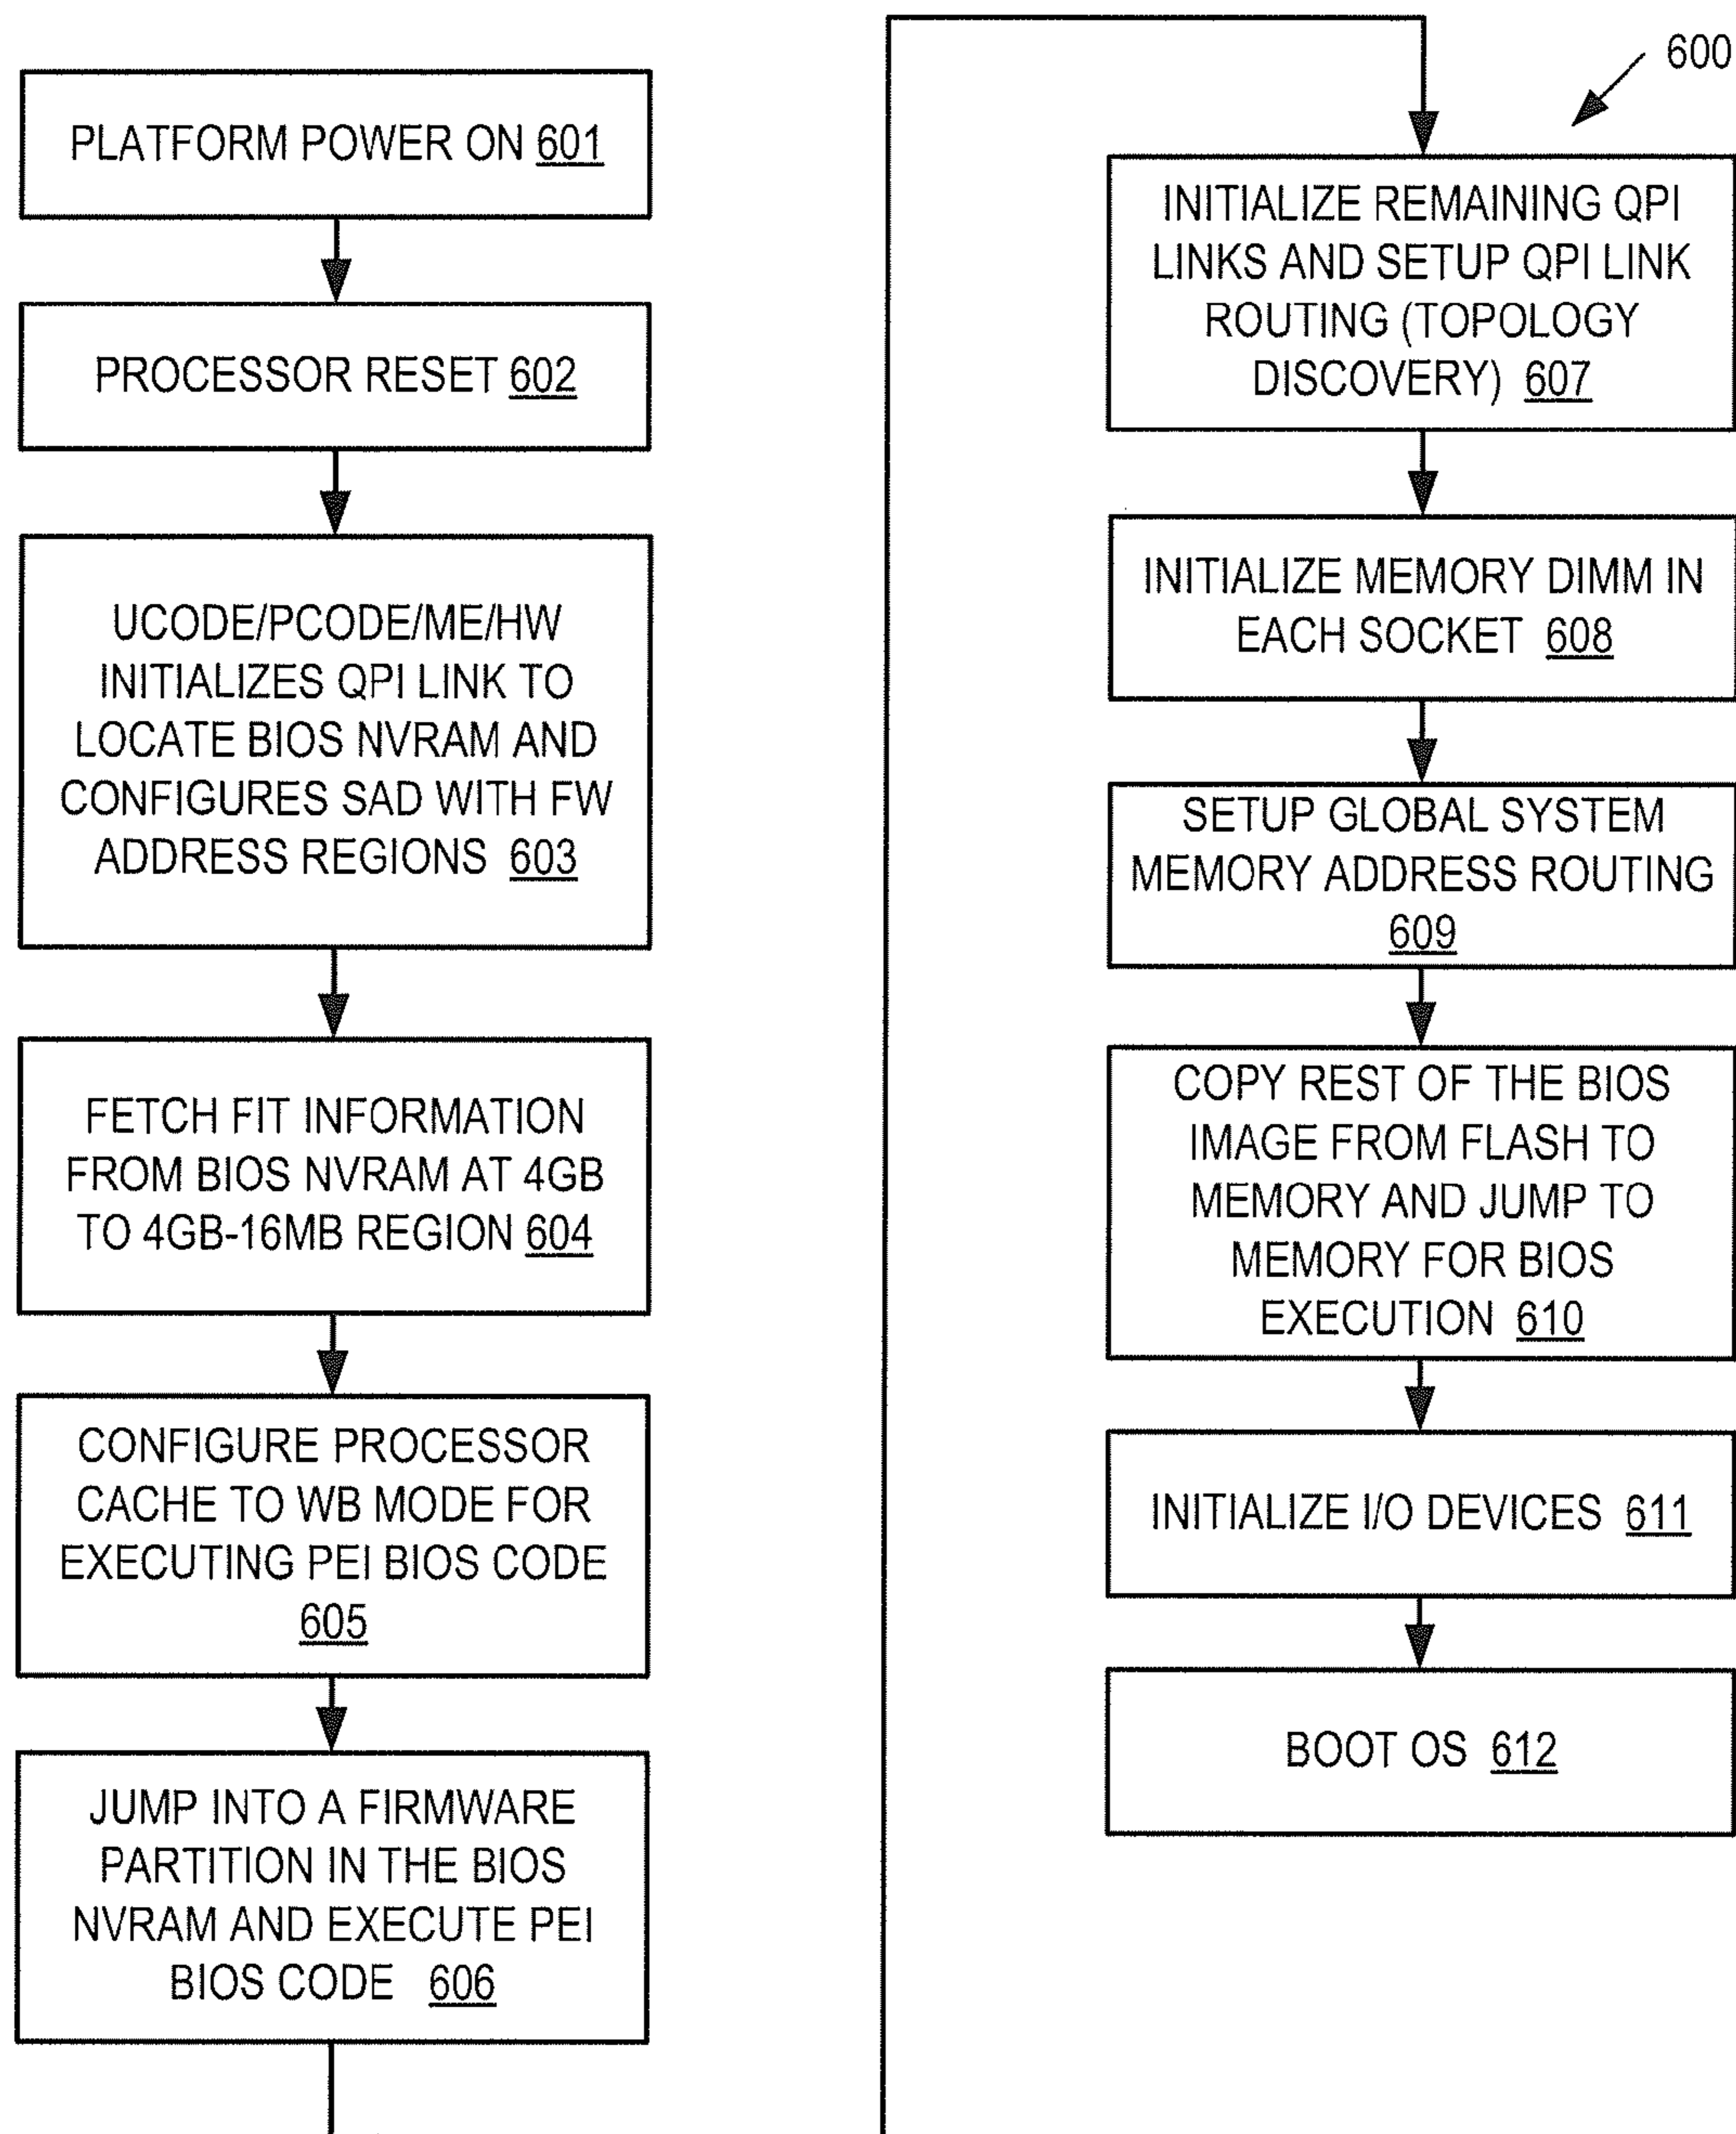 PLATFORM POWER ON 601
PROCESSOR RESET 602
UCODE/PCODE/ME/HW
INITIALIZES QPI LINK TO
LOCATE BIOS NVRAM AND
CONFIGURES SAD WITH FW
ADDRESS REGIONS 603
FETCH FIT INFORMATION
FROM BIOS NVRAM AT 4GB
TO 4GB-16MB REGION 604
CONFIGURE PROCESSOR
CACHE TO WB MODE FOR
EXECUTING PEI BIOS CODE
605
JUMP INTO A FIRMWARE
PARTITION IN THE BIOS
NVRAM AND EXECUTE PEI
BIOS CODE 606
600
INITIALIZE REMAINING QPI
LINKS AND SETUP QPI LINK
ROUTING (TOPOLOGY
DISCOVERY) 607
INITIALIZE MEMORY DIMM IN
EACH SOCKET 608
SETUP GLOBAL SYSTEM
MEMORY ADDRESS ROUTING
609
COPY REST OF THE BIOS
IMAGE FROM FLASH TO
MEMORY AND JUMP TO
MEMORY FOR BIOS
EXECUTION 610
INITIALIZE I/O DEVICES 611
BOOT OS 612